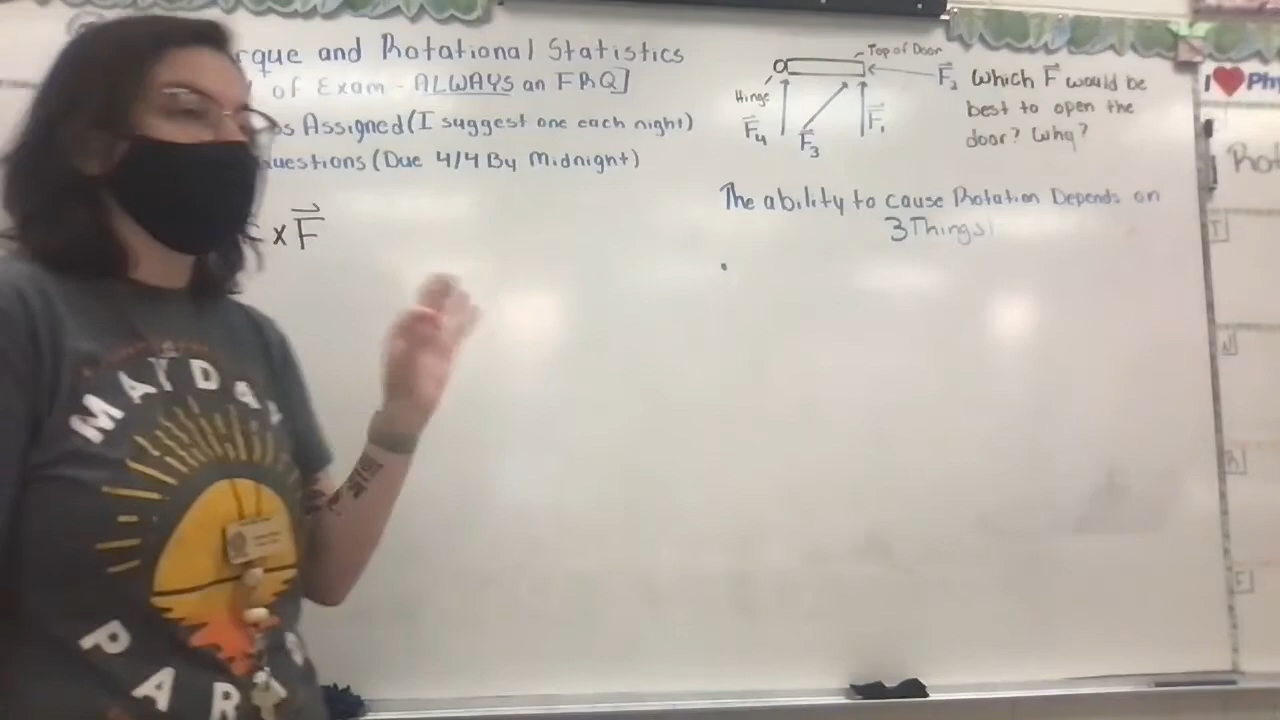 rque and Rotational Statistics
of Exam - ALWAYS an FRQ]
os Assigned (I suggest one each night)
uestions (Due 4/4 By Midnight)
x F
Top of Door
Hinge
F4
F3
F1
F2
Which F would be
best to open the
door? Why?
The ability to cause Rotation Depends on
3 Things!
I ❤ Phy
Rot
T
N
R
F
MAYDAY
PAR